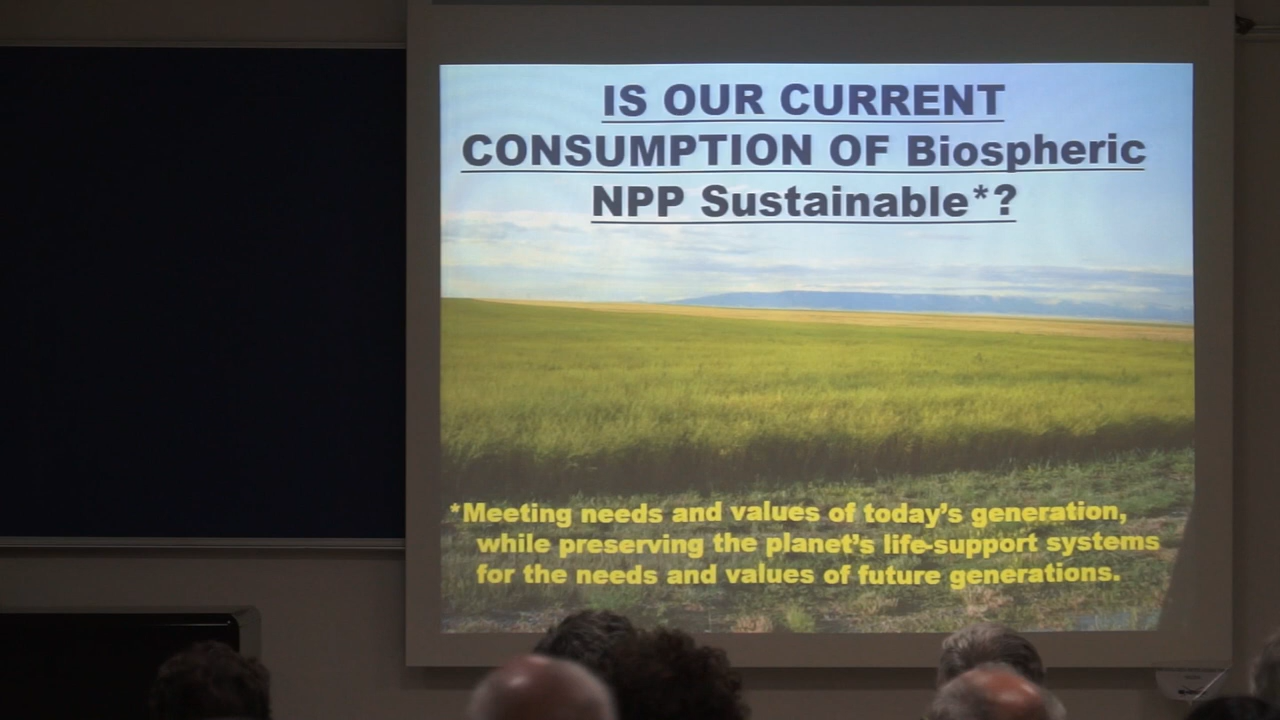 IS OUR CURRENT
CONSUMPTION OF Biospheric
NPP Sustainable*?
*Meeting needs and values of today's generation,
while preserving the planet's life-support systems
for the needs and values of future generations.